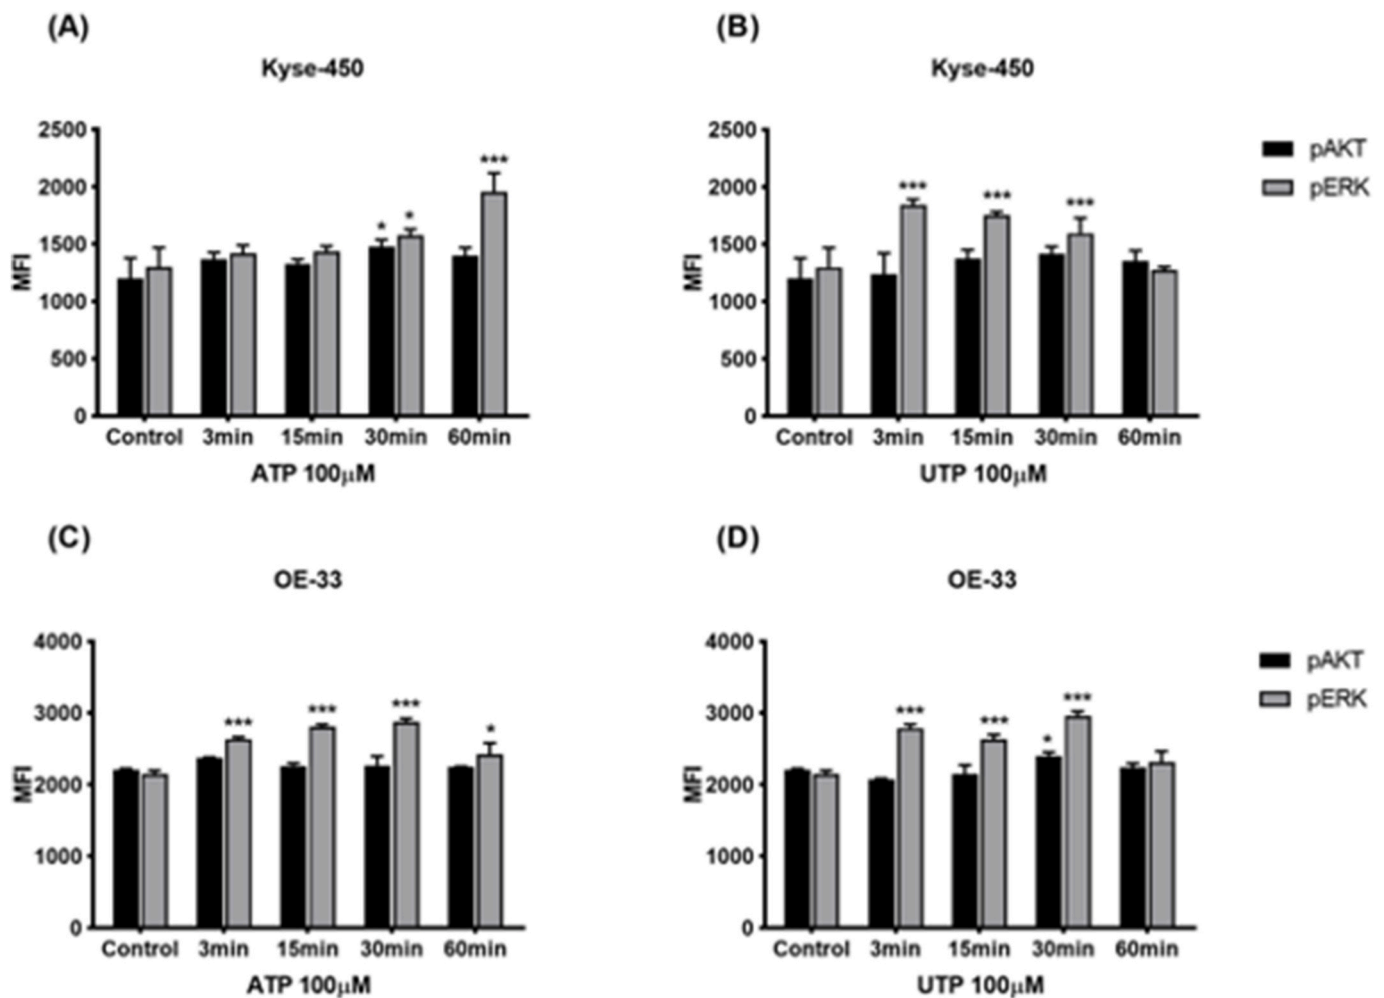 (A)
Kyse-450
2500
2000
1500
1000
500
0
MFI
***
*
*
Control 3min 15min 30min 60min
ATP 100μM
(B)
Kyse-450
2500
2000
1500
1000
500
0
MFI
***
***
***
Control 3min 15min 30min 60min
UTP 100μM
pAKT
pERK
(C)
OE-33
4000
3000
2000
1000
0
MFI
***
***
***
*
Control 3min 15min 30min 60min
ATP 100μM
(D)
OE-33
4000
3000
2000
1000
0
MFI
***
***
*
***
Control 3min 15min 30min 60min
UTP 100μM
pAKT
pERK